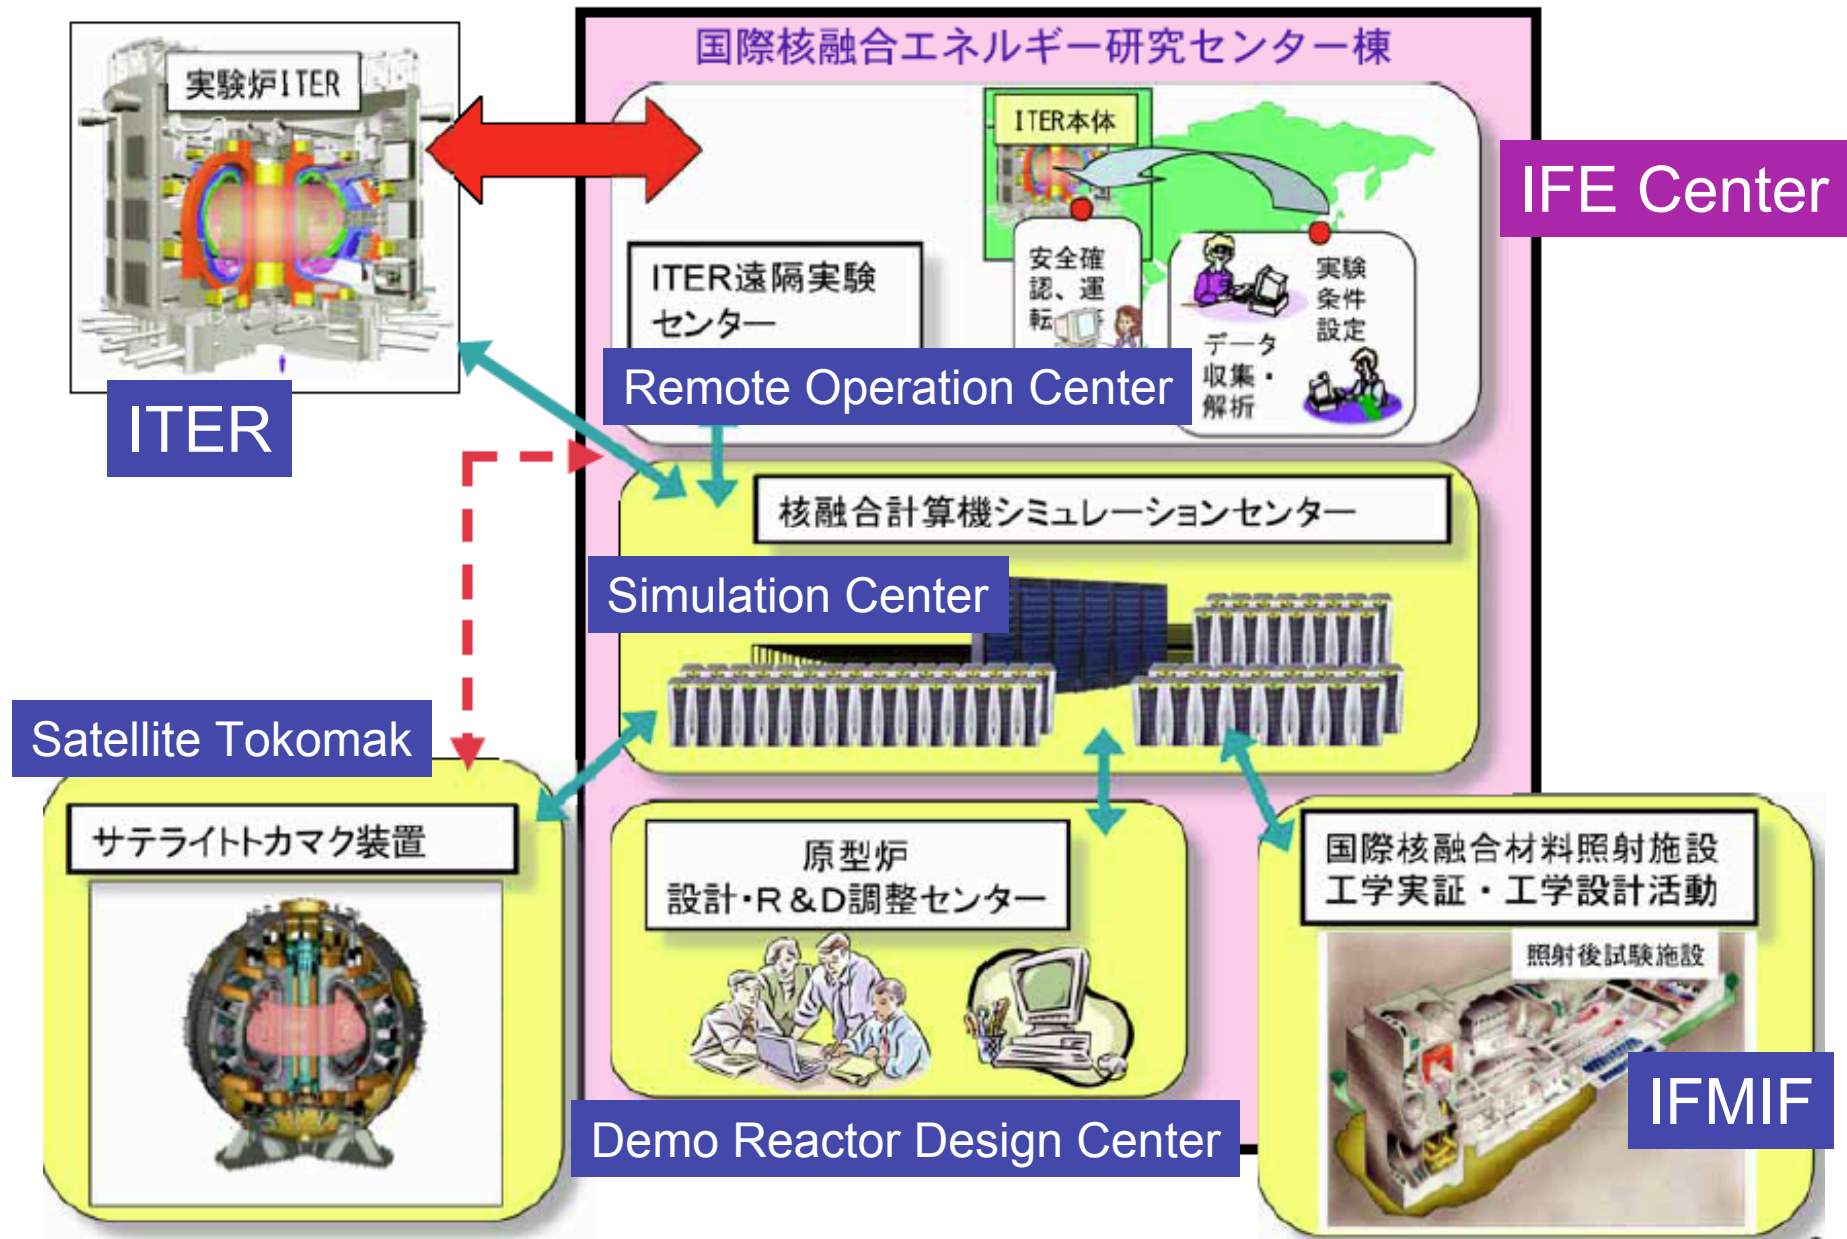 国際核融合エネルギー研究センター棟
実験炉ITER
ITER
ITER本体
IFE Center
安全確
認、運
転
実験
条件
設定
データ
収集・
解析
ITER遠隔実験
センター
Remote Operation Center
核融合計算機シミュレーションセンター
Simulation Center
Satellite Tokomak
サテライトトカマク装置
原型炉
設計・R&D調整センター
Demo Reactor Design Center
国際核融合材料照射施設
工学実証・工学設計活動
照射後試験施設
IFMIF